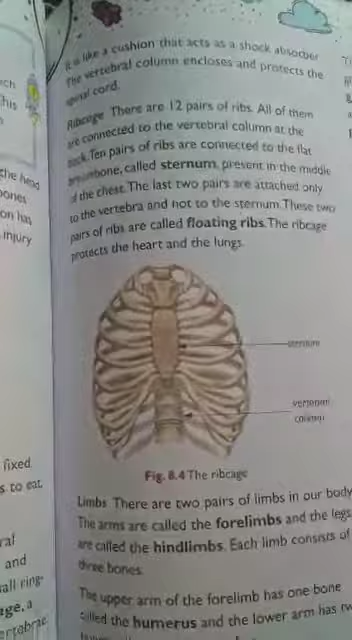 It is like a cushion that acts as a shock absorber
The vertebral column encloses and protects the
spinal cord.
Ribcage There are 12 pairs of ribs. All of them
are connected to the vertebral column at the
back. Ten pairs of ribs are connected to the flat
breastbone, called sternum, present in the middle
of the chest. The last two pairs are attached only
to the vertebra and not to the sternum. These two
pairs of ribs are called floating ribs. The ribcage
protects the heart and the lungs.
the head
bones
on has
injury
sternum
vertebral
column
Fig. 8.4 The ribcage
fixed.
s to eat.
and
Limbs There are two pairs of limbs in our body
The arms are called the forelimbs and the legs
are called the hindlimbs. Each limb consists of
three bones.
The upper arm of the forelimb has one bone
called the humerus and the lower arm has